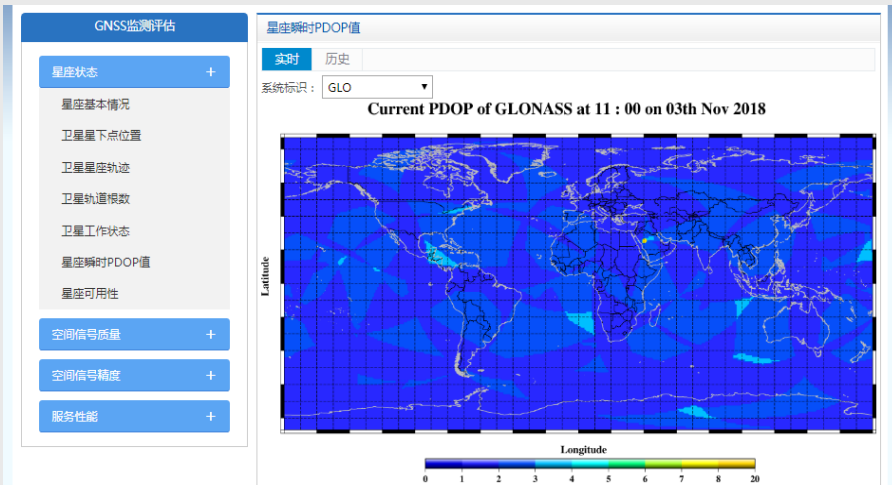 GNSS监测评估
星座状态 +
星座基本情况
卫星星下点位置
卫星星座轨迹
卫星轨道根数
卫星工作状态
星座瞬时PDOP值
星座可用性
空间信号质量 +
空间信号精度 +
服务性能 +
星座瞬时PDOP值
实时 历史
系统标识： GLO
Current PDOP of GLONASS at 11 : 00 on 03th Nov 2018
Latitude
Longitude
0 1 2 3 4 5 6 7 8 20